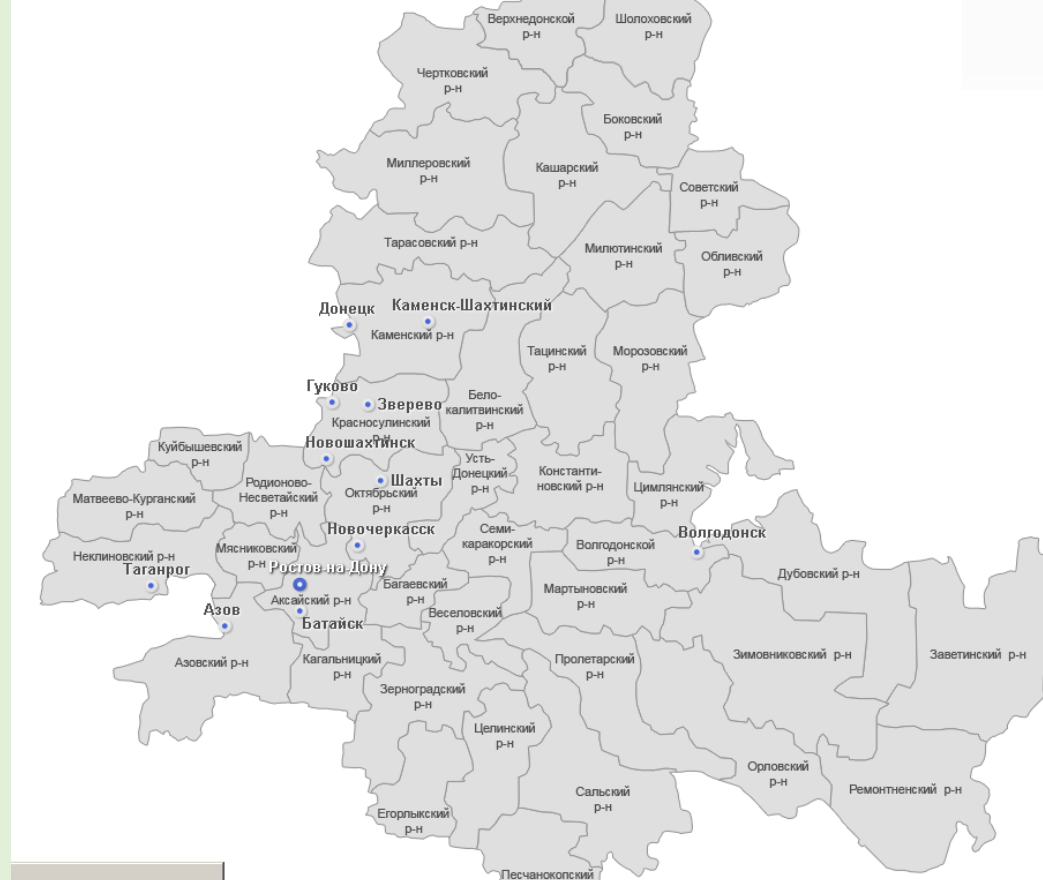 Верхнедонской
р-н
Шолоховский
р-н
Чертковский
р-н
Боковский
р-н
Миллеровский
р-н
Кашарский
р-н
Советский
р-н
Тарасовский р-н
Милютинский
р-н
Обливский
р-н
Донецк
Каменск-Шахтинский
Каменский р-н
Тацинский
р-н
Морозовский
р-н
Гуково
Зверево
Бело-
калитвинский
р-н
Красносулинский
р-н
Новошахтинск
Куйбышевский
р-н
Усть-
Донецкий
р-н
Константи-
новский р-н
Родионово-
Несветайский
р-н
Шахты
Октябрьский
р-н
Цимлянский
р-н
Матвеево-Курганский
р-н
Новочеркасск
Семи-
каракорский
р-н
Волгодонск
Волгодонской
р-н
Мясниковский
р-н
Неклиновский р-н
Таганрог
Ростов-на-Дону
Аксайский р-н
Багаевский
р-н
Мартыновский
р-н
Дубовский р-н
Азов
Батайск
Веселовский
р-н
Азовский р-н
Кагальницкий
р-н
Пролетарский
р-н
Зимовниковский р-н
Заветинский р-н
Зерноградский
р-н
Целинский
р-н
Орловский
р-н
Сальский
р-н
Ремонтненский р-н
Егорлыкский
р-н
Песчанокопский